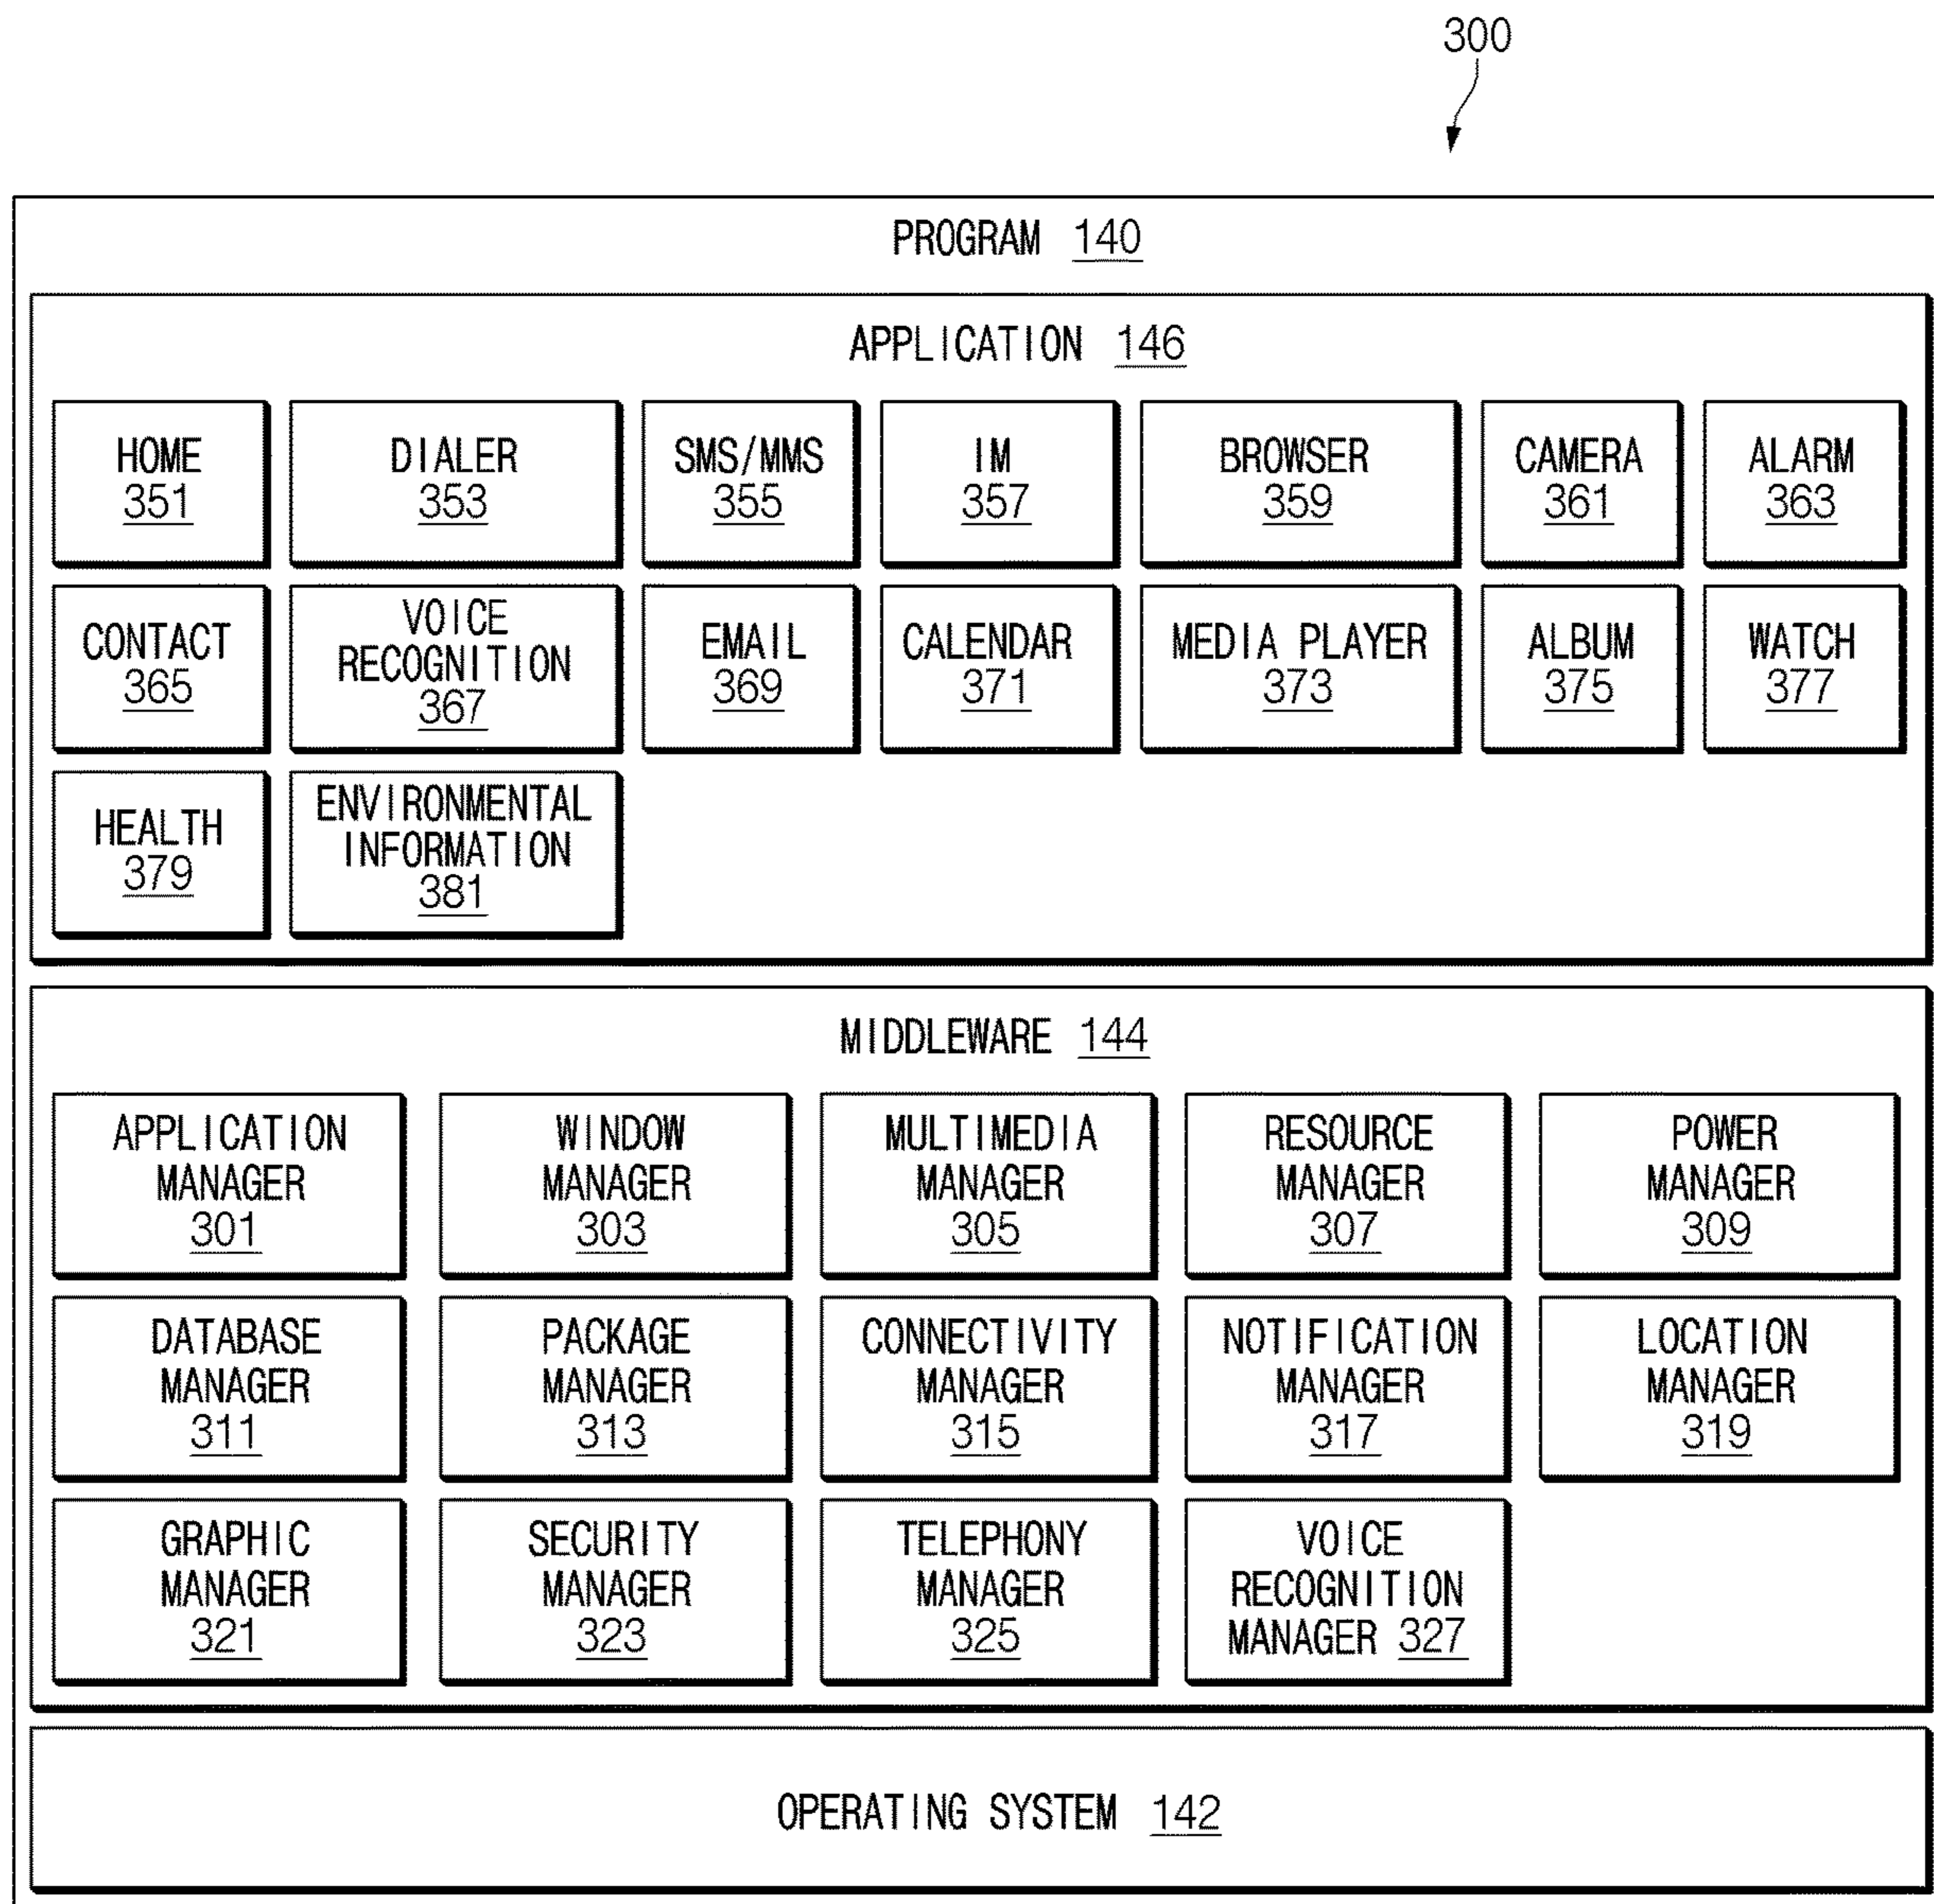 300
PROGRAM 140
APPLICATION 146
HOME
351
DIALER
353
SMS/MMS
355
IM
357
BROWSER
359
CAMERA
361
ALARM
363
CONTACT
365
VOICE
RECOGNITION
367
EMAIL
369
CALENDAR
371
MEDIA PLAYER
373
ALBUM
375
WATCH
377
HEALTH
379
ENVIRONMENTAL
INFORMATION
381
MIDDLEWARE 144
APPLICATION
MANAGER
301
WINDOW
MANAGER
303
MULTIMEDIA
MANAGER
305
RESOURCE
MANAGER
307
POWER
MANAGER
309
DATABASE
MANAGER
311
PACKAGE
MANAGER
313
CONNECTIVITY
MANAGER
315
NOTIFICATION
MANAGER
317
LOCATION
MANAGER
319
GRAPHIC
MANAGER
321
SECURITY
MANAGER
323
TELEPHONY
MANAGER
325
VOICE
RECOGNITION
MANAGER 327
OPERATING SYSTEM 142